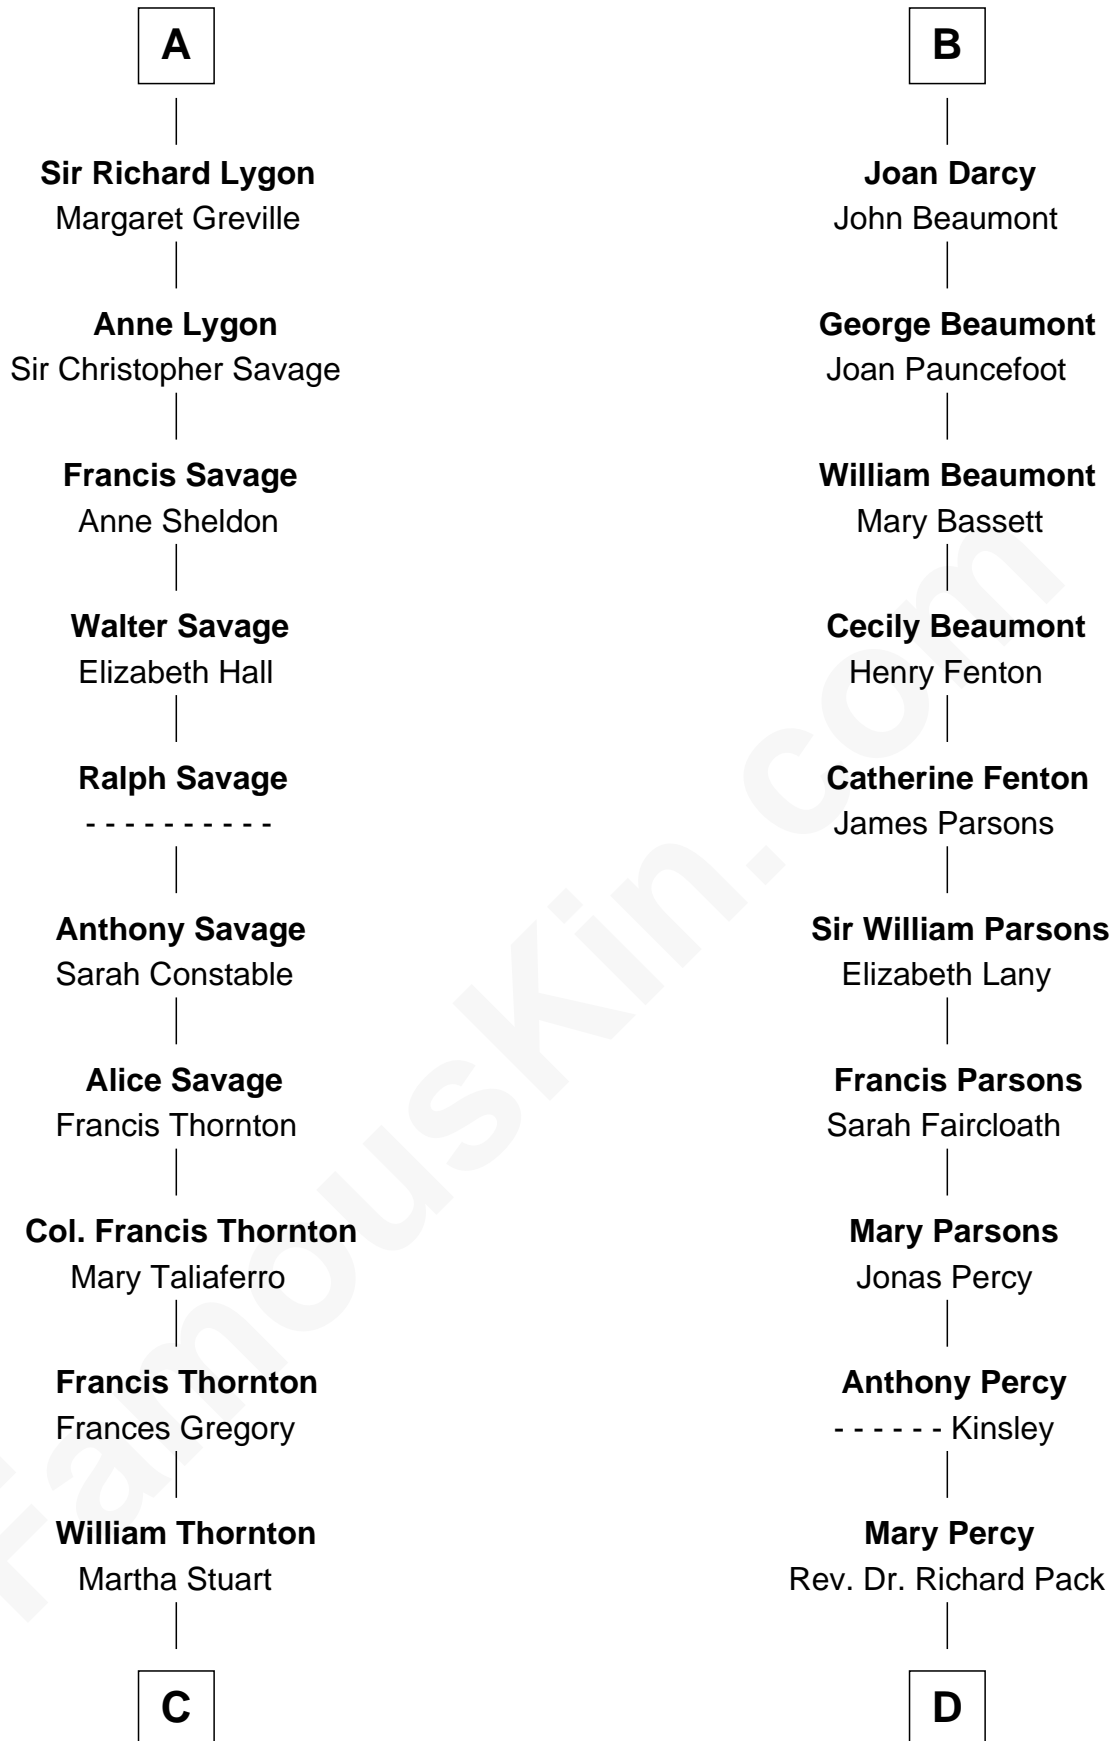 A
Sir Richard Lygon
Margaret Greville
Anne Lygon
Sir Christopher Savage
Francis Savage
Anne Sheldon
Walter Savage
Elizabeth Hall
Ralph Savage
- - - - - - - - - -
Anthony Savage
Sarah Constable
Alice Savage
Francis Thornton
Col. Francis Thornton
Mary Taliaferro
Francis Thornton
Frances Gregory
William Thornton
Martha Stuart
C
B
Joan Darcy
John Beaumont
George Beaumont
Joan Pauncefoot
William Beaumont
Mary Bassett
Cecily Beaumont
Henry Fenton
Catherine Fenton
James Parsons
Sir William Parsons
Elizabeth Lany
Francis Parsons
Sarah Faircloath
Mary Parsons
Jonas Percy
Anthony Percy
- - - - - - Kinsley
Mary Percy
Rev. Dr. Richard Pack
D
FamousKin.com